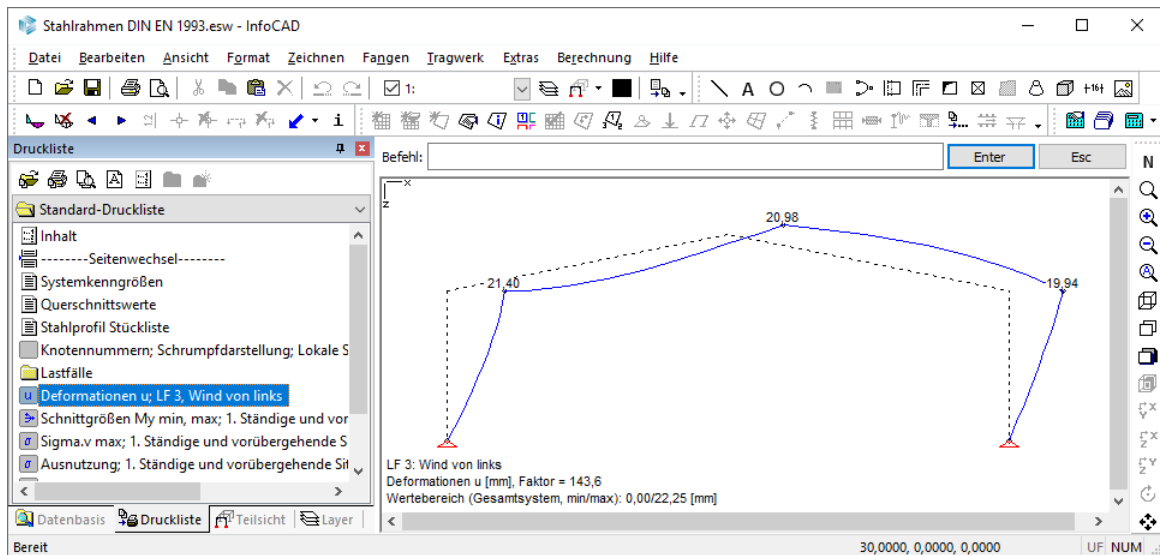 Stahlrahmen DIN EN 1993.esw - InfoCAD
Datei Bearbeiten Ansicht Format Zeichnen Fangen Tragwerk Extras Berechnung Hilfe
1:
Druckliste
Befehl: Enter Esc
N
Standard-Druckliste
Inhalt
--------Seitenwechsel--------
Systemkenngrößen
Querschnittswerte
Stahlprofil Stückliste
Knotennummern; Schrumpfdarstellung; Lokale S
Lastfälle
u Deformationen u; LF 3, Wind von links
Schnittgrößen My min, max; 1. Ständige und vor
σ Sigma.v max; 1. Ständige und vorübergehende S
σ Ausnutzung; 1. Ständige und vorübergehende Sit
x
z
20,98
21,40
19,94
LF 3: Wind von links
Deformationen u [mm], Faktor = 143,6
Wertebereich (Gesamtsystem, min/max): 0,00/22,25 [mm]
Datenbasis Druckliste Teilsicht Layer
Bereit 30,0000, 0,0000, 0,0000 UF NUM